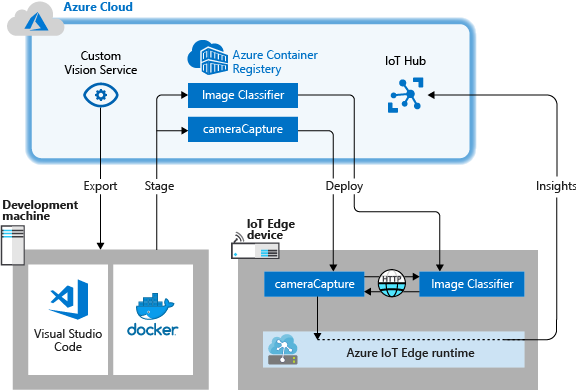 Azure Cloud
Custom
Vision Service
Azure Container
Registry
IoT Hub
Image Classifier
cameraCapture
Export
Stage
Deploy
Insights
Development
machine
IoT Edge
device
Visual Studio
Code
docker
cameraCapture
HTTP
Image Classifier
Azure IoT Edge runtime